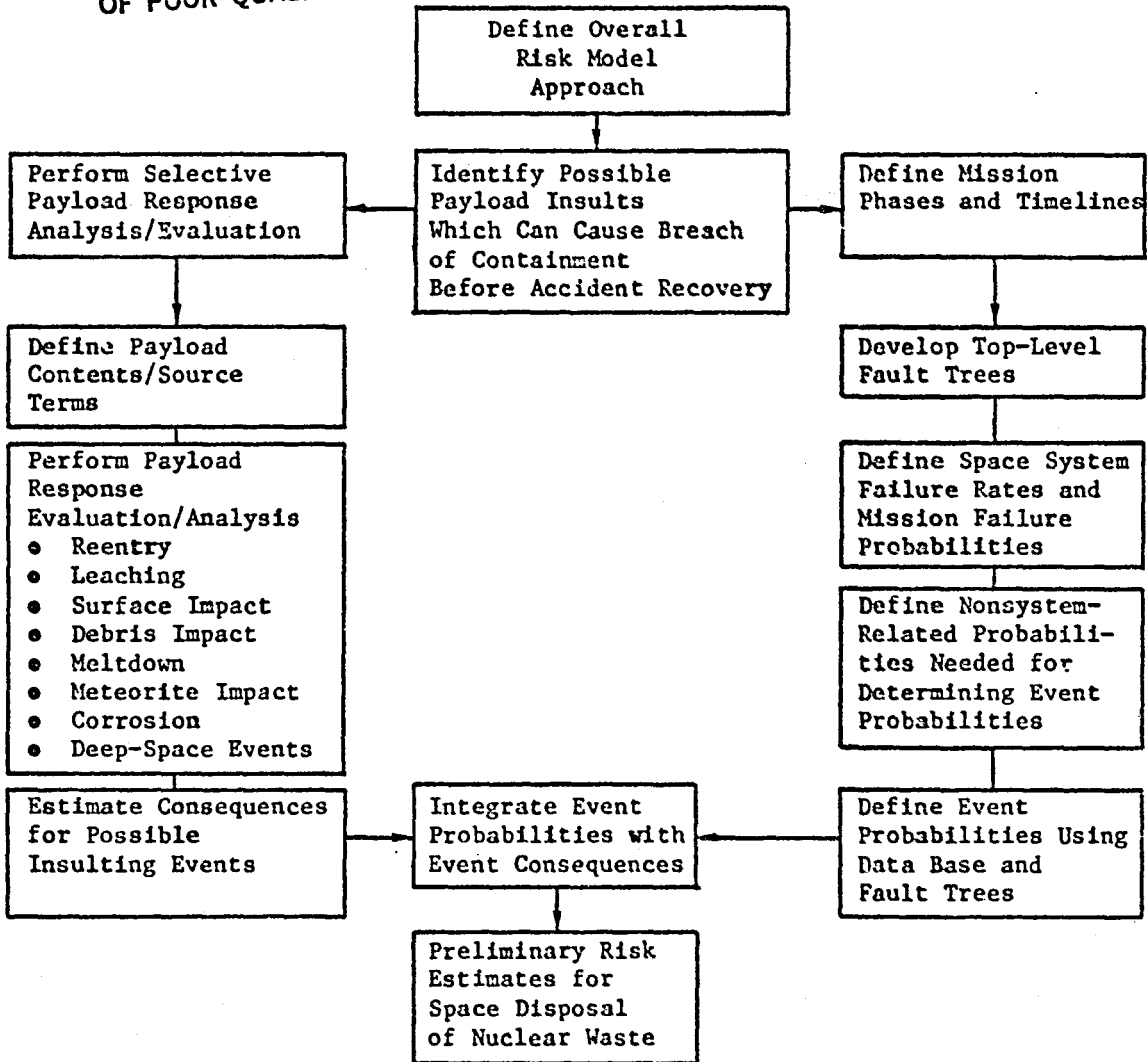 OF POOR
Define Overall
Risk Model
Approach
Perform Selective
Payload Response
Analysis/Evaluation
Identify Possible
Payload Insults
Which Can Cause Breach
of Containment
Before Accident Recovery
Define Mission
Phases and Timelines
Define Payload
Contents/Source
Terms
Develop Top-Level
Fault Trees
Perform Payload
Response
Evaluation/Analysis
• Reentry
• Leaching
• Surface Impact
• Debris Impact
• Meltdown
• Meteorite Impact
• Corrosion
• Deep-Space Events
Define Space System
Failure Rates and
Mission Failure
Probabilities
Define Nonsystem-
Related Probabili-
ties Needed for
Determining Event
Probabilities
Estimate Consequences
for Possible
Insulting Events
Integrate Event
Probabilities with
Event Consequences
Define Event
Probabilities Using
Data Base and
Fault Trees
Preliminary Risk
Estimates for
Space Disposal
of Nuclear Waste